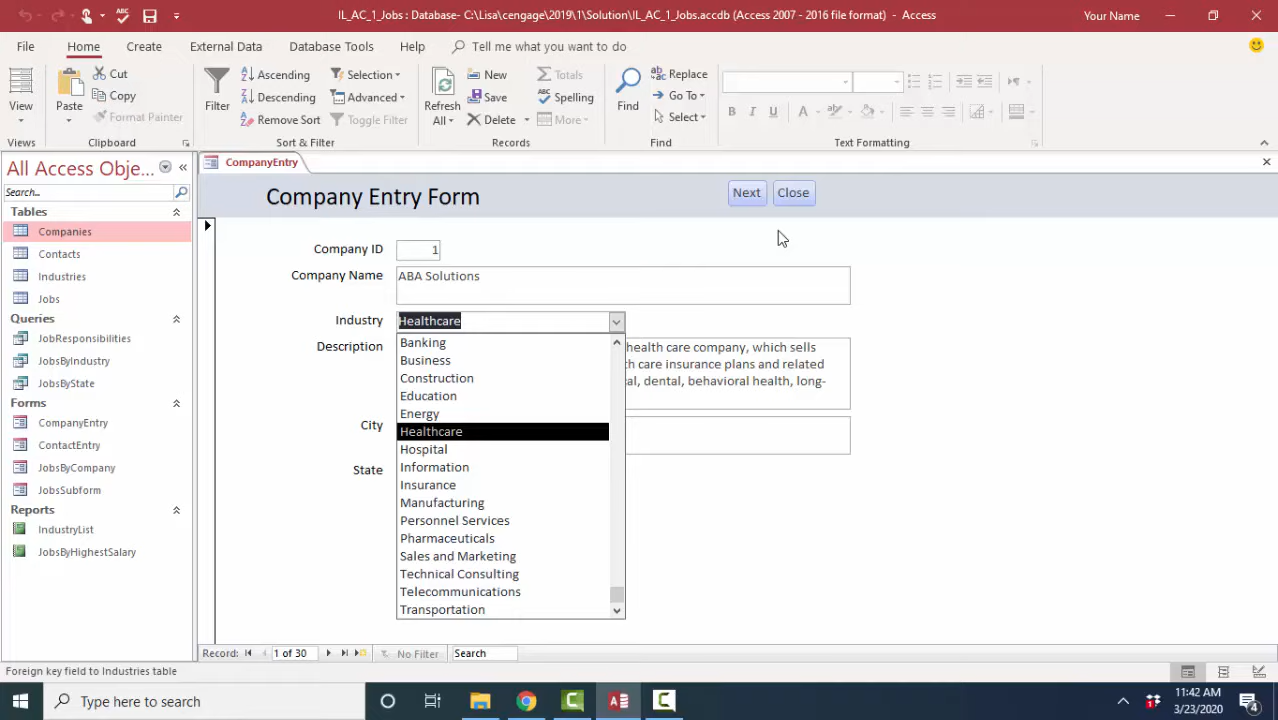 IL_AC_1_Jobs : Database- C:\Lisa\cengage\2019\1\Solution\IL_AC_1_Jobs.accdb (Access 2007 - 2016 file format) - Access
Your Name
File Home Create External Data Database Tools Help Tell me what you want to do
View
Views
Paste
Cut
Copy
Format Painter
Clipboard
Filter
Ascending
Descending
Remove Sort
Selection
Advanced
Toggle Filter
Sort & Filter
Refresh
All
New
Save
Delete
Totals
Spelling
More
Records
Find
Replace
Go To
Select
Find
B I U A
Text Formatting
All Access Obje...
Search...
Tables
Companies
Contacts
Industries
Jobs
Queries
JobResponsibilities
JobsByIndustry
JobsByState
Forms
CompanyEntry
ContactEntry
JobsByCompany
JobsSubform
Reports
IndustryList
JobsByHighestSalary
CompanyEntry
Company Entry Form
Next Close
Company ID 1
Company Name ABA Solutions
Industry Healthcare
Description
health care company, which sells
h care insurance plans and related
al, dental, behavioral health, long-
City
State
Banking
Business
Construction
Education
Energy
Healthcare
Hospital
Information
Insurance
Manufacturing
Personnel Services
Pharmaceuticals
Sales and Marketing
Technical Consulting
Telecommunications
Transportation
Record: 1 of 30 No Filter Search
Foreign key field to Industries table
Type here to search
11:42 AM
3/23/2020
4